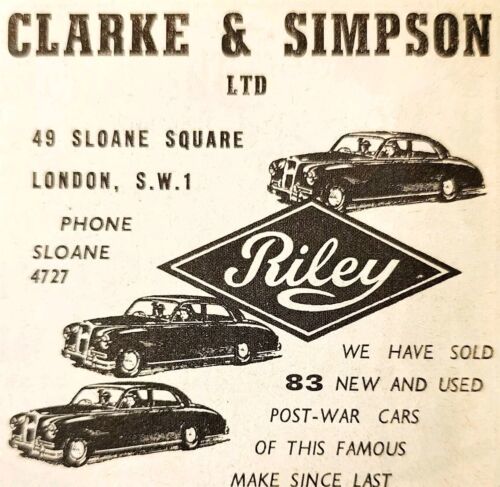 CLARKE & SIMPSON
LTD
49 SLOANE SQUARE
LONDON, S.W.1
PHONE
SLOANE
4727
Riley
WE HAVE SOLD
83 NEW AND USED
POST-WAR CARS
OF THIS FAMOUS
MAKE SINCE LAST